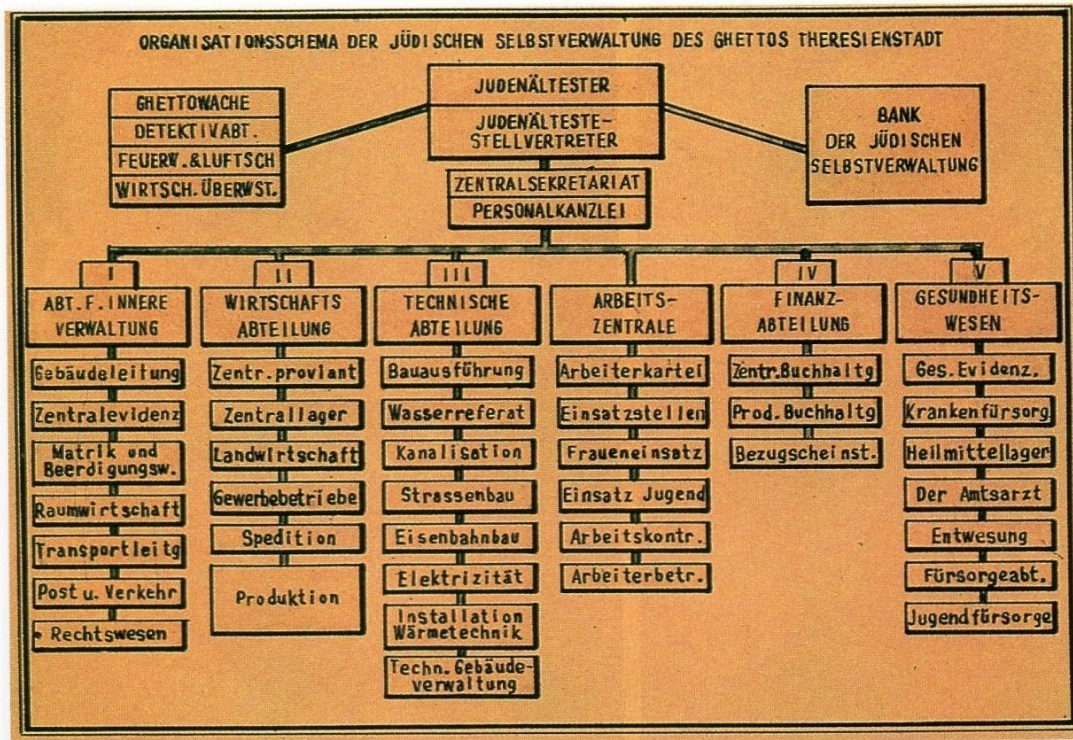 ORGANISATIONSSCHEMA DER JÜDISCHEN SELBSTVERWALTUNG DES GHETTOS THERESIENSTADT
GHETTOWACHE
DETEKTIVABT.
FEUERW.&LUFTSCH
WIRTSCH.ÜBERWST.
JUDENÄLTESTER
JUDENÄLTESTE-
STELLVERTRETER
BANK
DER JÜDISCHEN
SELBSTVERWALTUNG
ZENTRALSEKRETARIAT
PERSONALKANZLEI
I
ABT.F.INNERE
VERWALTUNG
Gebäudeleitung
Zentralevidenz
Matrik und
Beerdigungsw.
Raumwirtschaft
Transportleitg
Post u. Verkehr
Rechtswesen
II
WIRTSCHAFTS
ABTEILUNG
Zentr.proviant
Zentrallager
Landwirtschaft
Gewerbebetriebe
Spedition
Produktion
III
TECHNISCHE
ABTEILUNG
Bauausführung
Wasserreferat
Kanalisation
Strassenbau
Eisenbahnbau
Elektrizität
Installation
Wärmetechnik
Techn.Gebäude-
verwaltung
ARBEITS-
ZENTRALE
Arbeiterkartei
Einsatzstellen
Fraueneinsatz
Einsatz Jugend
Arbeitskontr.
Arbeiterbetr.
IV
FINANZ-
ABTEILUNG
Zentr.Buchhaltg
Prod.Buchhaltg
Bezugscheinst.
V
GESUNDHEITS-
WESEN
Ges.Evidenz.
Krankenfürsorg
Heilmittellager
Der Amtsarzt
Entwesung
Fürsorgeabt.
Jugendfürsorge